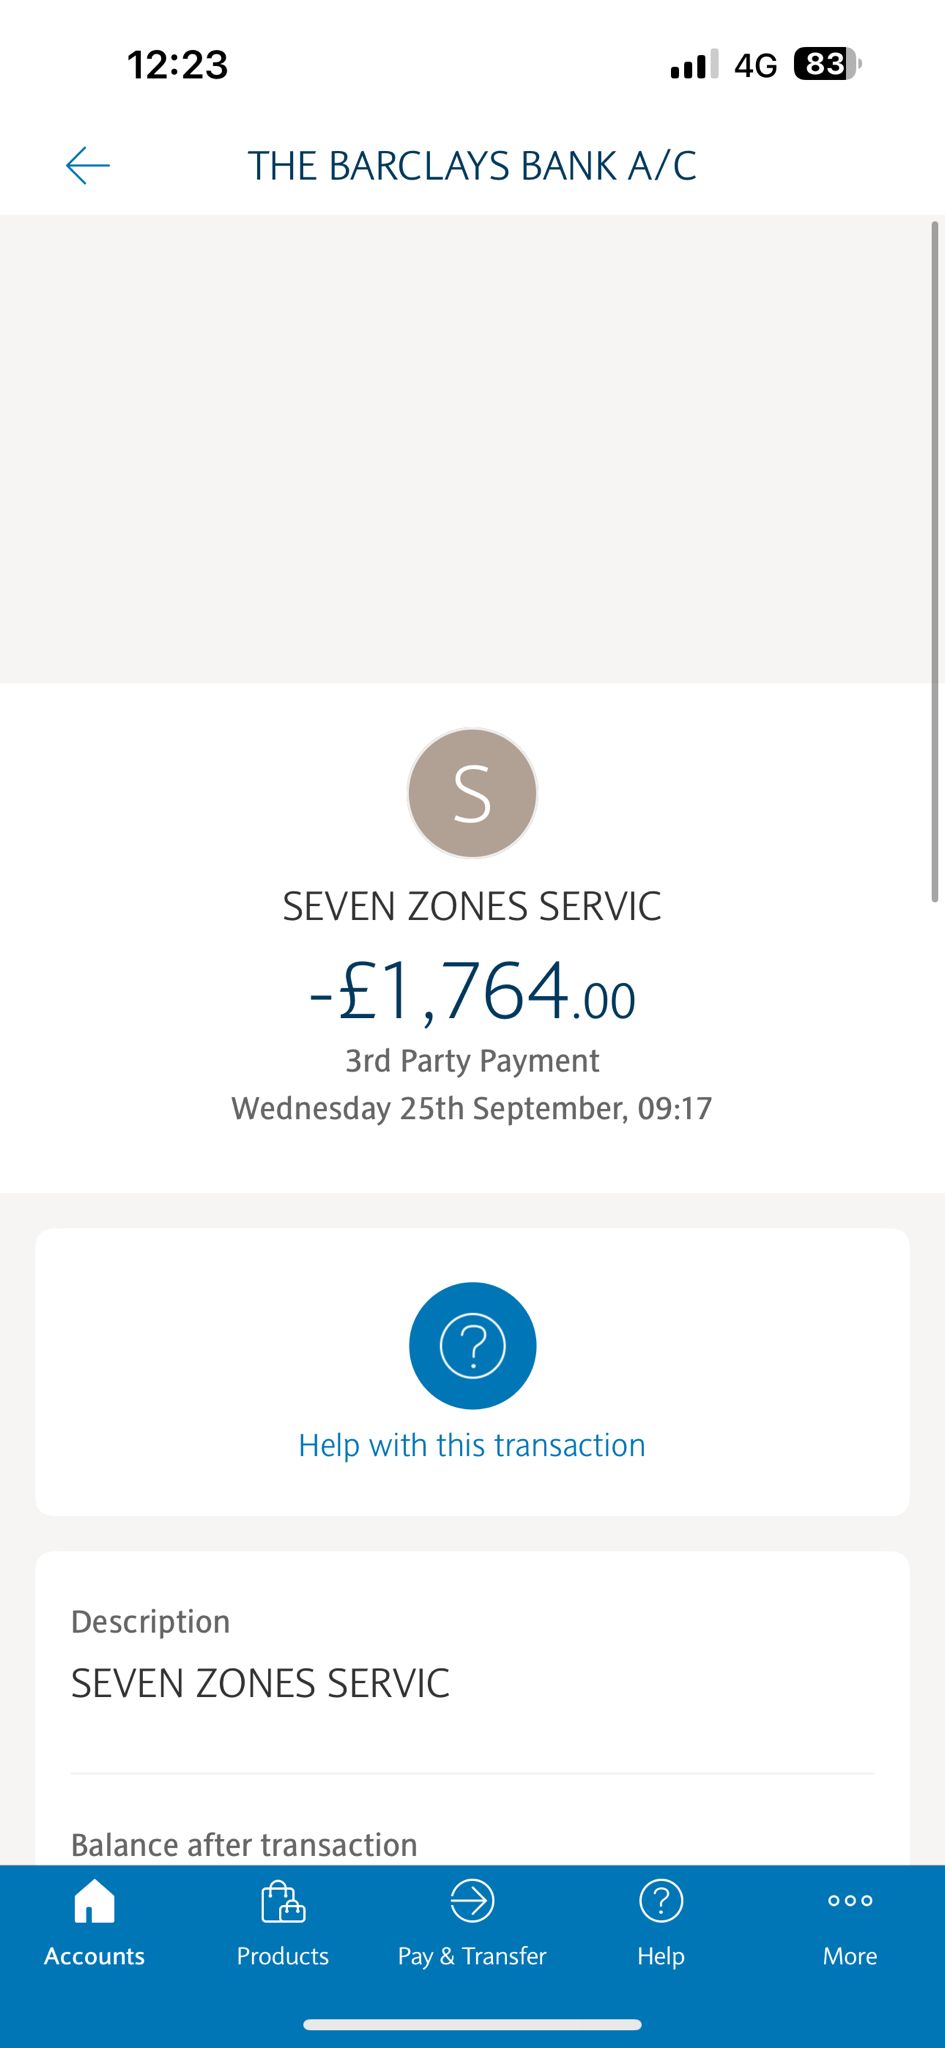 12:23
4G 83
THE BARCLAYS BANK A/C
S
SEVEN ZONES SERVIC
-£1,764.00
3rd Party Payment
Wednesday 25th September, 09:17
?
Help with this transaction
Description
SEVEN ZONES SERVIC
Balance after transaction
?
Accounts Products Pay & Transfer Help More